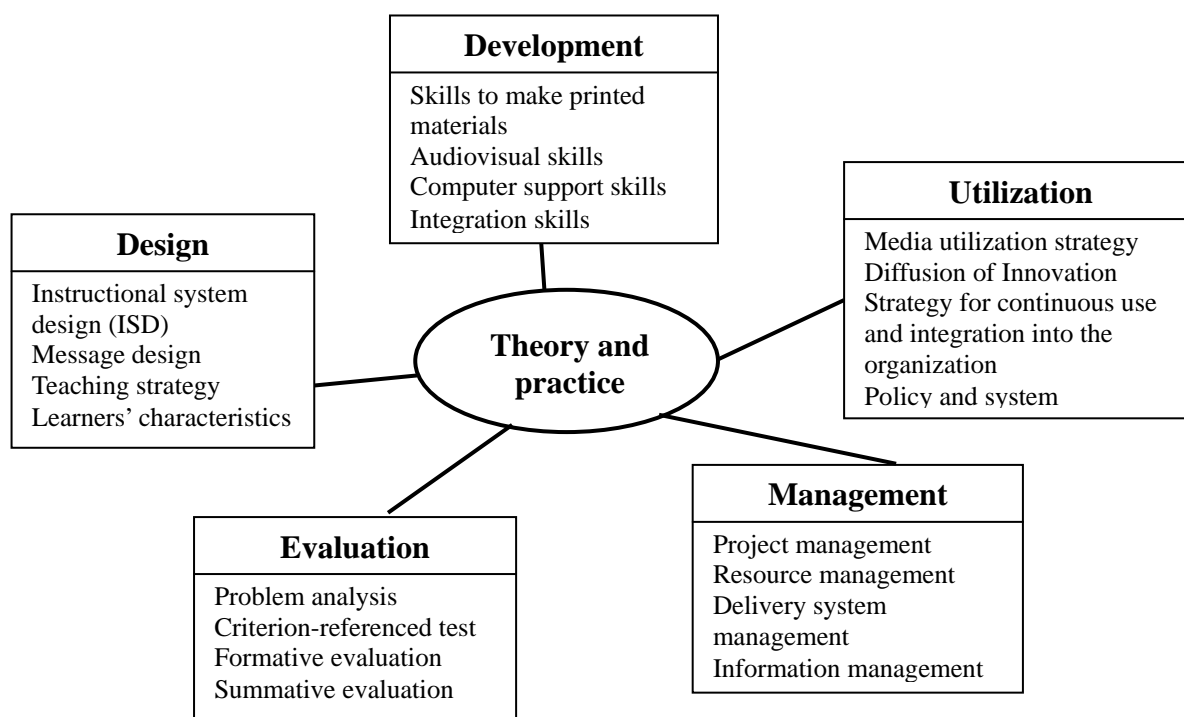 Development
Skills to make printed
materials
Audiovisual skills
Computer support skills
Integration skills
Utilization
Media utilization strategy
Diffusion of Innovation
Strategy for continuous use
and integration into the
organization
Policy and system
Design
Instructional system
design (ISD)
Message design
Teaching strategy
Learners’ characteristics
Theory and
practice
Management
Project management
Resource management
Delivery system
management
Information management
Evaluation
Problem analysis
Criterion-referenced test
Formative evaluation
Summative evaluation